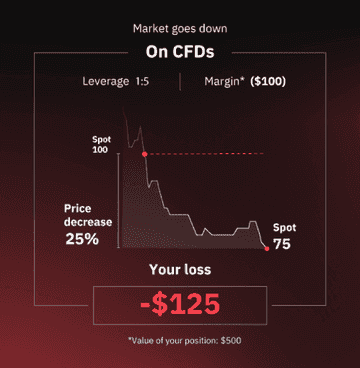 Market goes down
On CFDs
Leverage 1:5
Margin* ($100)
Spot
100
Price
decrease
25%
Spot
75
Your loss
-$125
*Value of your position: $500